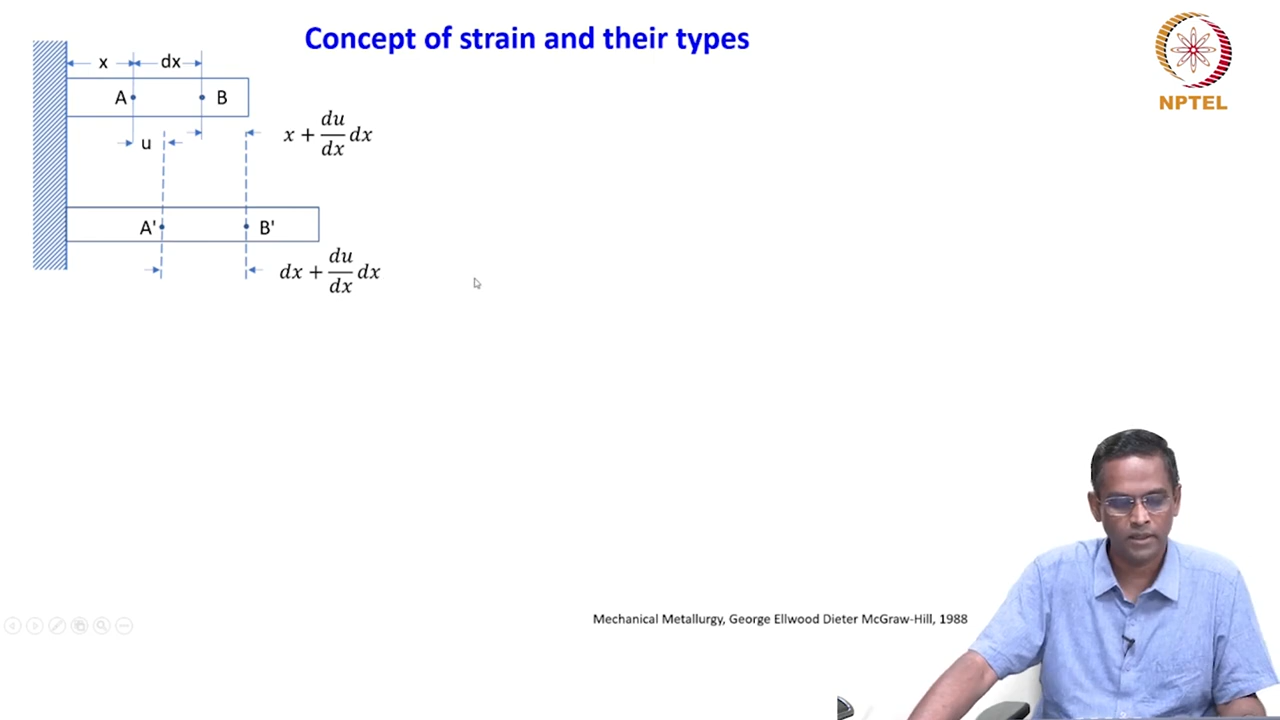 Concept of strain and their types
NPTEL
x dx
A B
u
x + du/dx dx
A' B'
dx + du/dx dx
Mechanical Metallurgy, George Ellwood Dieter McGraw-Hill, 1988